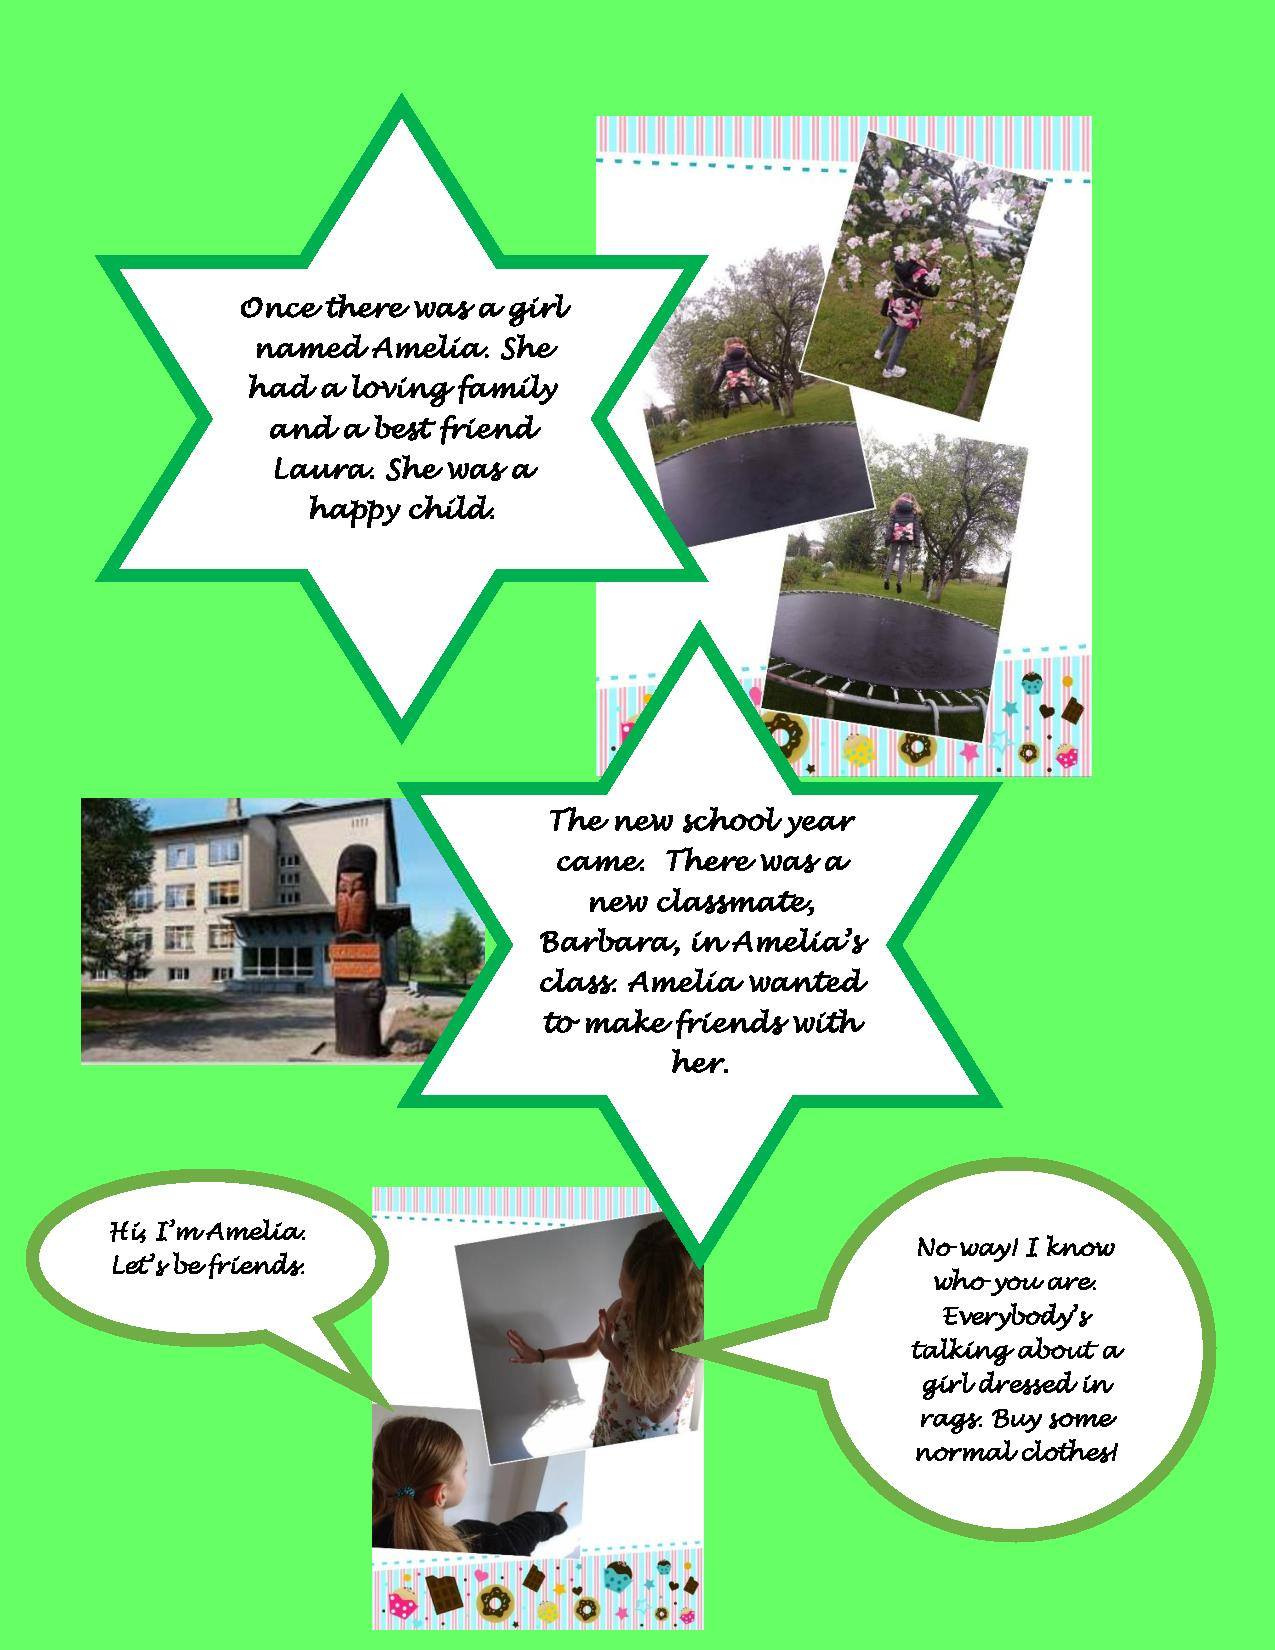 Once there was a girl
named Amelia. She
had a loving family
and a best friend
Laura. She was a
happy child.
The new school year
came. There was a
new classmate,
Barbara, in Amelia's
class. Amelia wanted
to make friends with
her.
Hi, I'm Amelia.
Let's be friends.
No way! I know
who you are.
Everybody's
talking about a
girl dressed in
rags. Buy some
normal clothes!